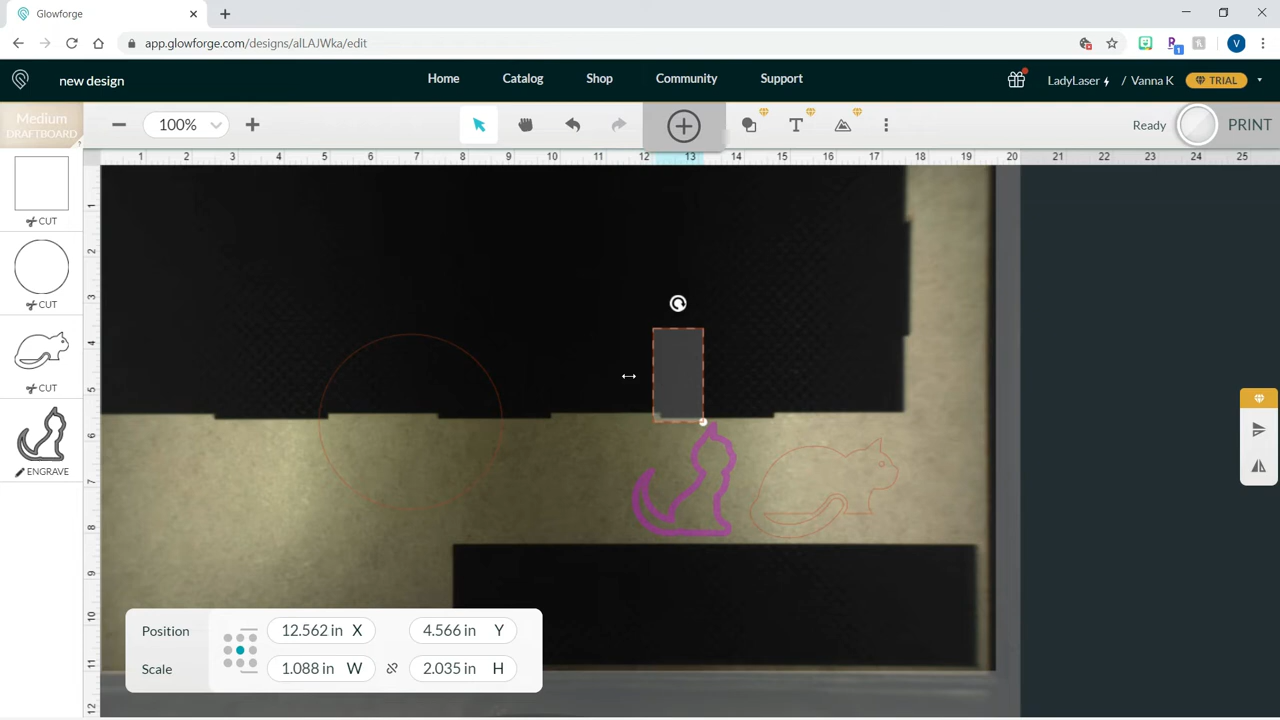 Glowforge
app.glowforge.com/designs/alLAJWka/edit
V
new design
Home
Catalog
Shop
Community
Support
LadyLaser
/ Vanna K
TRIAL
Medium
DRAFTBOARD
?
100%
T
Ready
PRINT
1 2 3 4 5 6 7 8 9 10 11 12 13 14 15 16 17 18 19 20 21 22 23 24 25
1
2
3
4
5
6
7
8
9
10
11
12
CUT
CUT
CUT
ENGRAVE
Position
12.562 in X
4.566 in Y
Scale
1.088 in W
2.035 in H